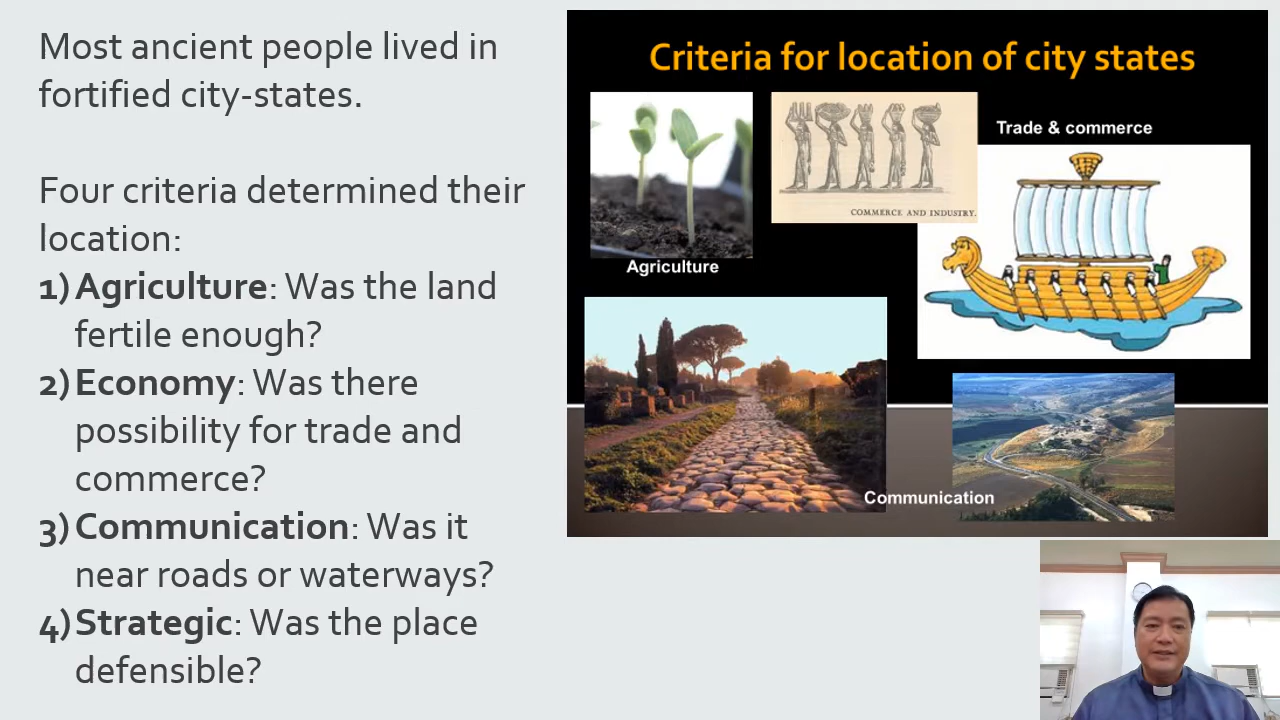 Most ancient people lived in
fortified city-states.
Four criteria determined their
location:
1) Agriculture: Was the land
fertile enough?
2) Economy: Was there
possibility for trade and
commerce?
3) Communication: Was it
near roads or waterways?
4) Strategic: Was the place
defensible?
Criteria for location of city states
Trade & commerce
COMMERCE AND INDUSTRY.
Agriculture
Communication